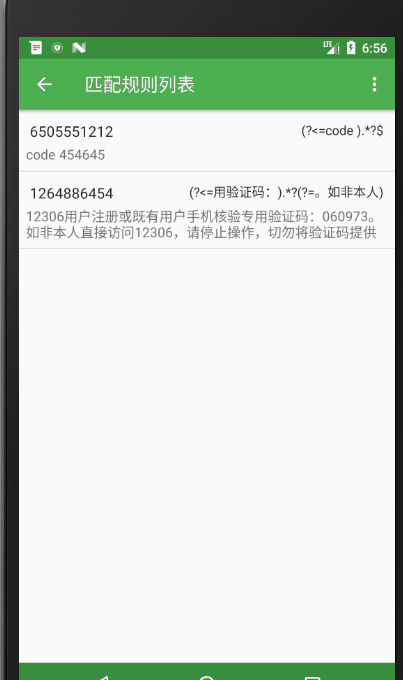 LTE 6:56
匹配规则列表
6505551212 (?<=code ).*?$
code 454645
1264886454 (?<=用验证码：).*?(?=。如非本人)
12306用户注册或既有用户手机核验专用验证码：060973。
如非本人直接访问12306，请停止操作，切勿将验证码提供